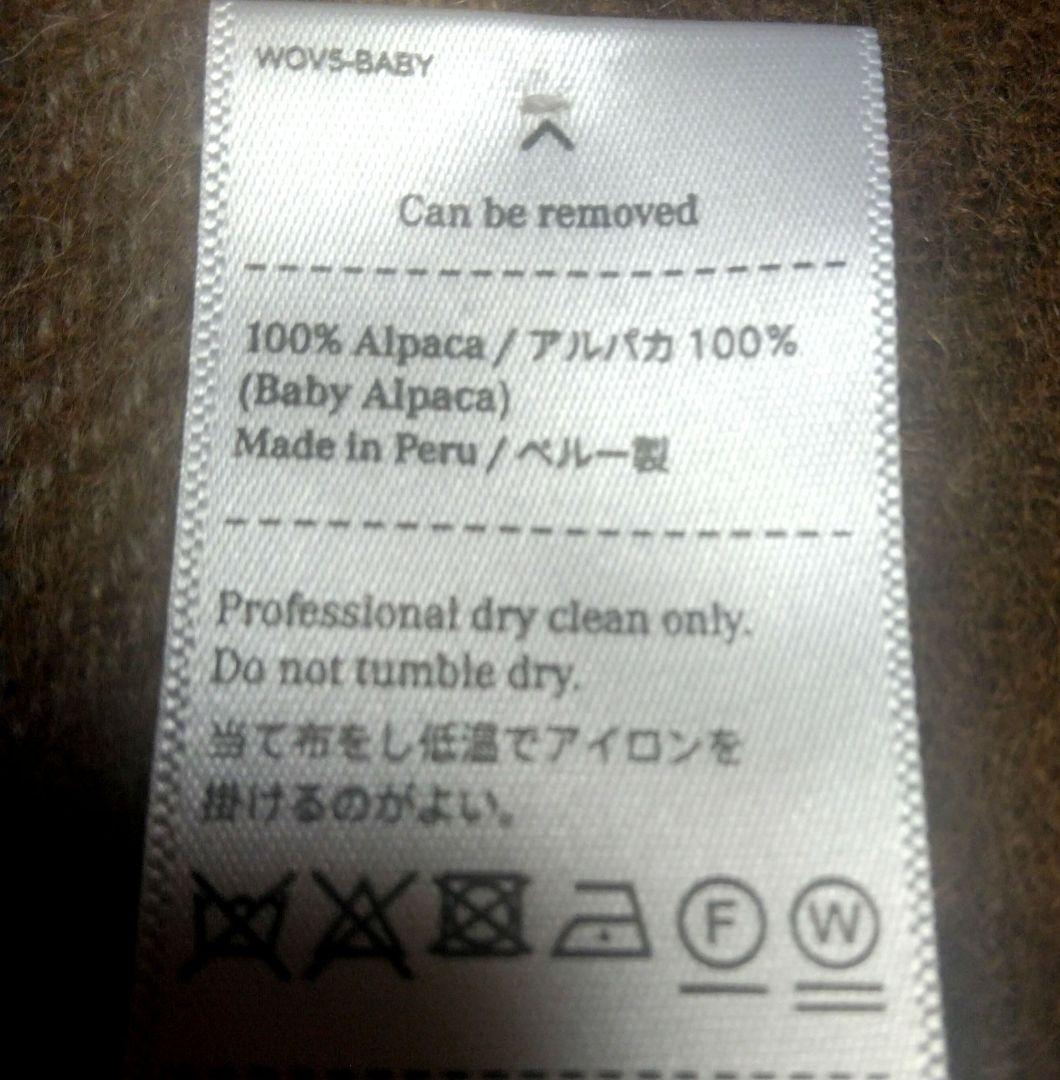 WOVS-BABY
Can be removed
100% Alpaca / アルパカ 100%
(Baby Alpaca)
Made in Peru / ペルー製
Professional dry clean only.
Do not tumble dry.
当て布をし低温でアイロンを
掛けるのがよい。
F W